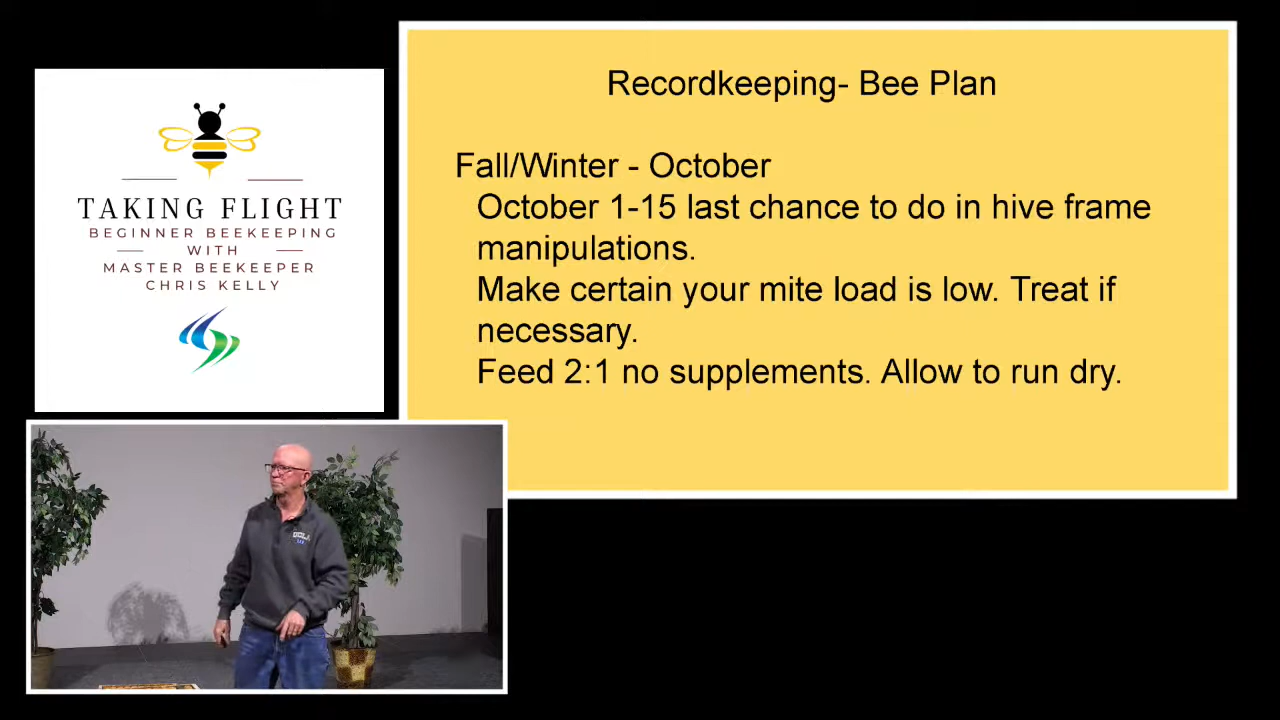 TAKING FLIGHT
BEGINNER BEEKEEPING
WITH
MASTER BEEKEEPER
CHRIS KELLY
Recordkeeping- Bee Plan
Fall/Winter - October
October 1-15 last chance to do in hive frame
manipulations.
Make certain your mite load is low. Treat if
necessary.
Feed 2:1 no supplements. Allow to run dry.
UCLA